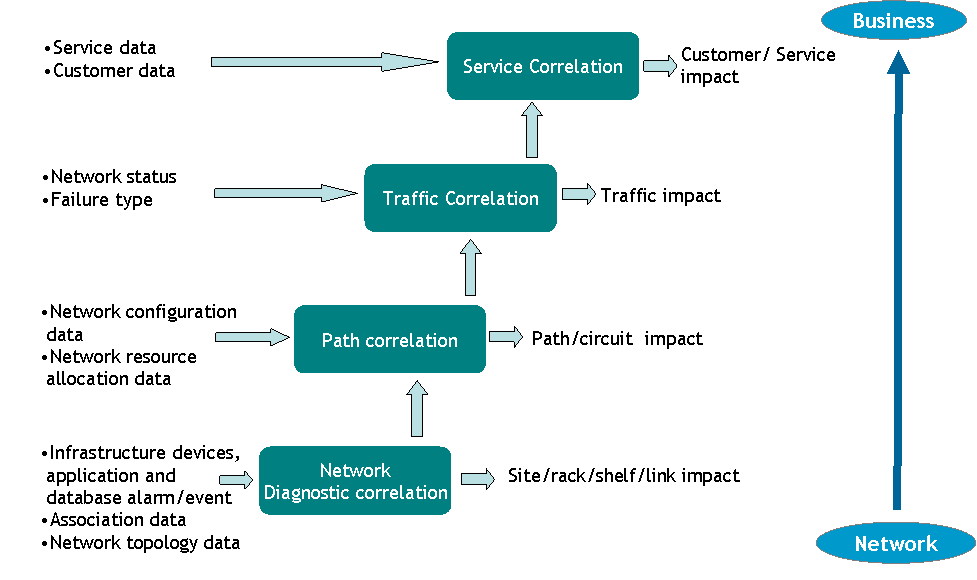 Business
•Service data
•Customer data
Service Correlation
Customer/ Service
impact
•Network status
•Failure type
Traffic Correlation
Traffic impact
•Network configuration
data
•Network resource
allocation data
Path correlation
Path/circuit impact
•Infrastructure devices,
application and
database alarm/event
•Association data
•Network topology data
Network
Diagnostic correlation
Site/rack/shelf/link impact
Network